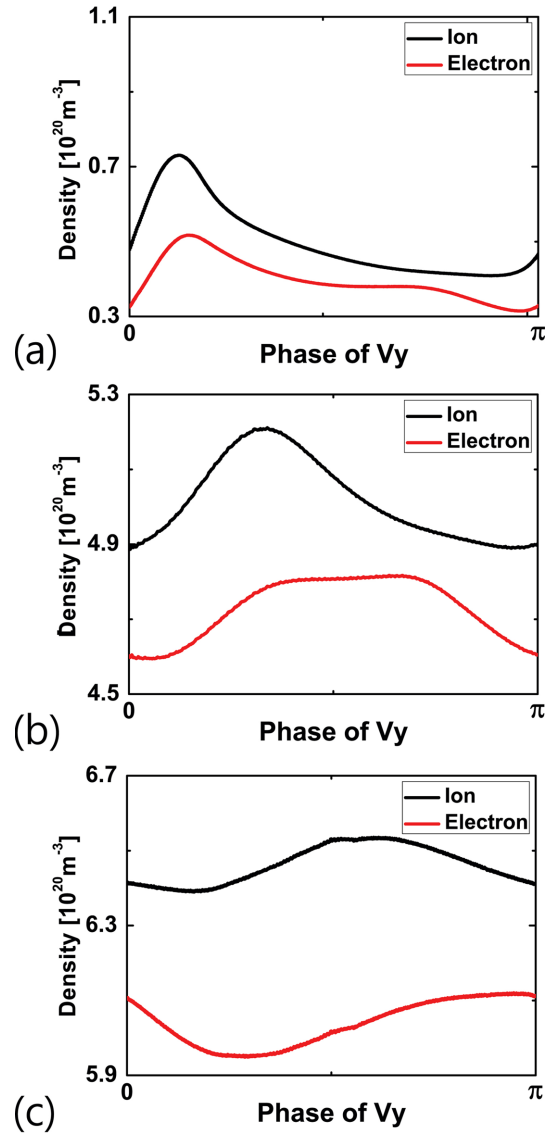 1.1
Ion
Electron
Density [10²⁰m⁻³]
0.7
0.3
0
π
Phase of Vy
(a)
5.3
Ion
Electron
Density [10²⁰m⁻³]
4.9
4.5
0
π
Phase of Vy
(b)
6.7
Ion
Electron
Density [10²⁰m⁻³]
6.3
5.9
0
π
Phase of Vy
(c)